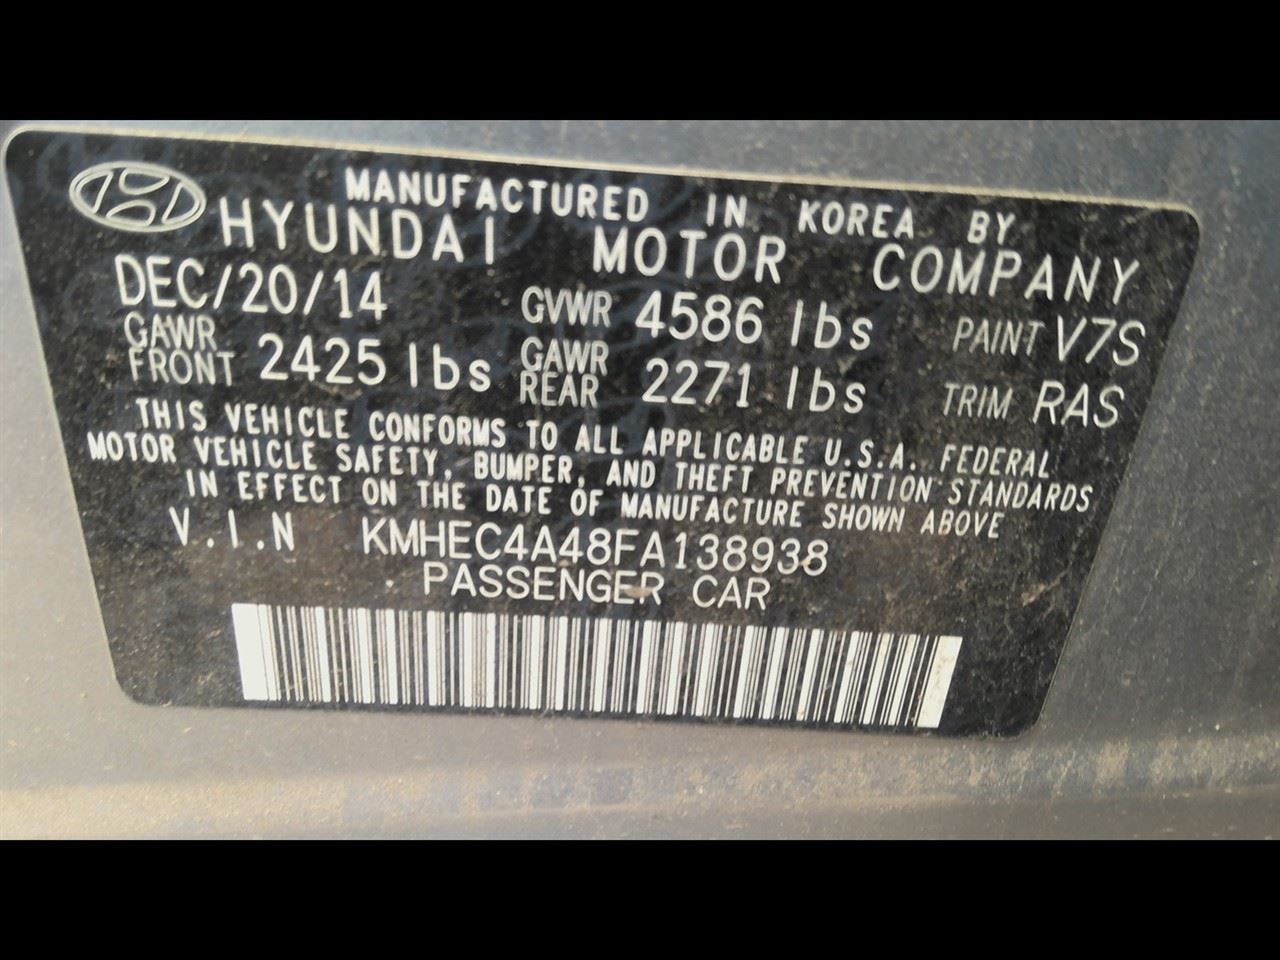 MANUFACTURED IN KOREA BY
HYUNDAI MOTOR COMPANY
DEC/20/14 GVWR 4586 lbs PAINT V7S
GAWR FRONT 2425 lbs GAWR REAR 2271 lbs TRIM RAS
THIS VEHICLE CONFORMS TO ALL APPLICABLE U.S.A. FEDERAL
MOTOR VEHICLE SAFETY, BUMPER, AND THEFT PREVENTION STANDARDS
IN EFFECT ON THE DATE OF MANUFACTURE SHOWN ABOVE
V.I.N KMHEC4A48FA138938
PASSENGER CAR